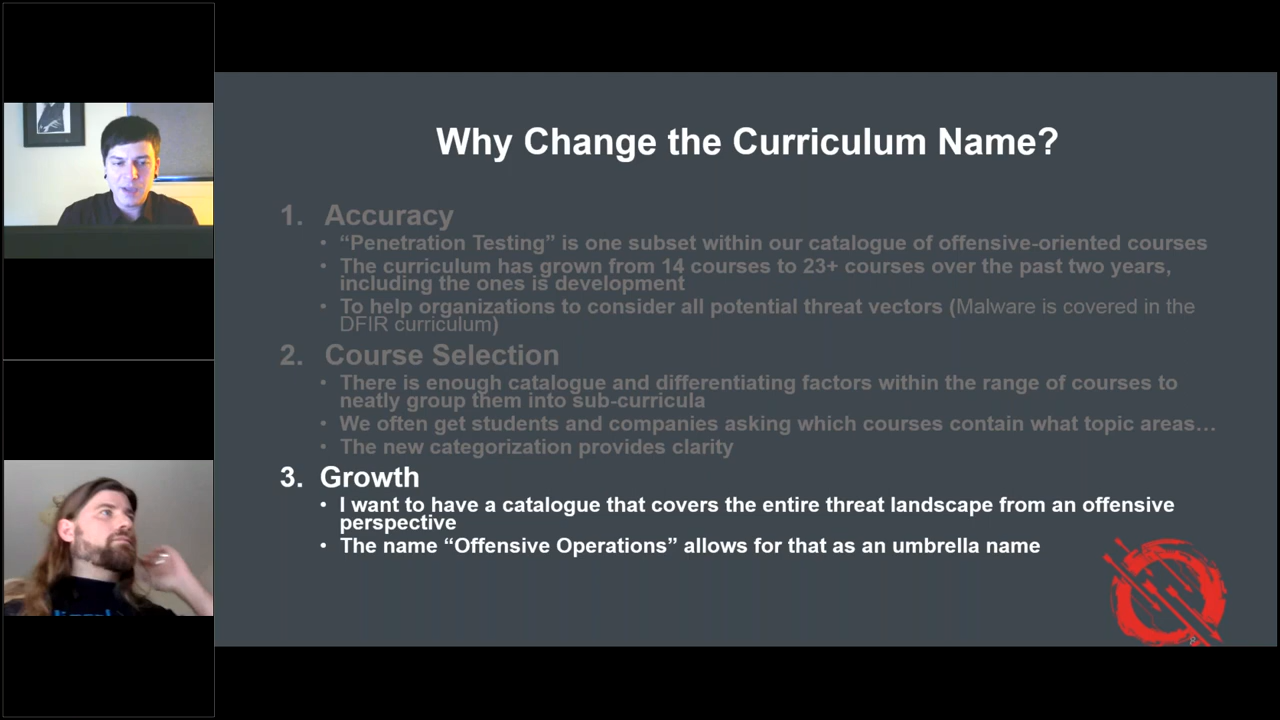 Why Change the Curriculum Name?
1. Accuracy
• “Penetration Testing” is one subset within our catalogue of offensive-oriented courses
• The curriculum has grown from 14 courses to 23+ courses over the past two years,
including the ones is development
• To help organizations to consider all potential threat vectors (Malware is covered in the
DFIR curriculum)
2. Course Selection
• There is enough catalogue and differentiating factors within the range of courses to
neatly group them into sub-curricula
• We often get students and companies asking which courses contain what topic areas…
• The new categorization provides clarity
3. Growth
• I want to have a catalogue that covers the entire threat landscape from an offensive
perspective
• The name “Offensive Operations” allows for that as an umbrella name